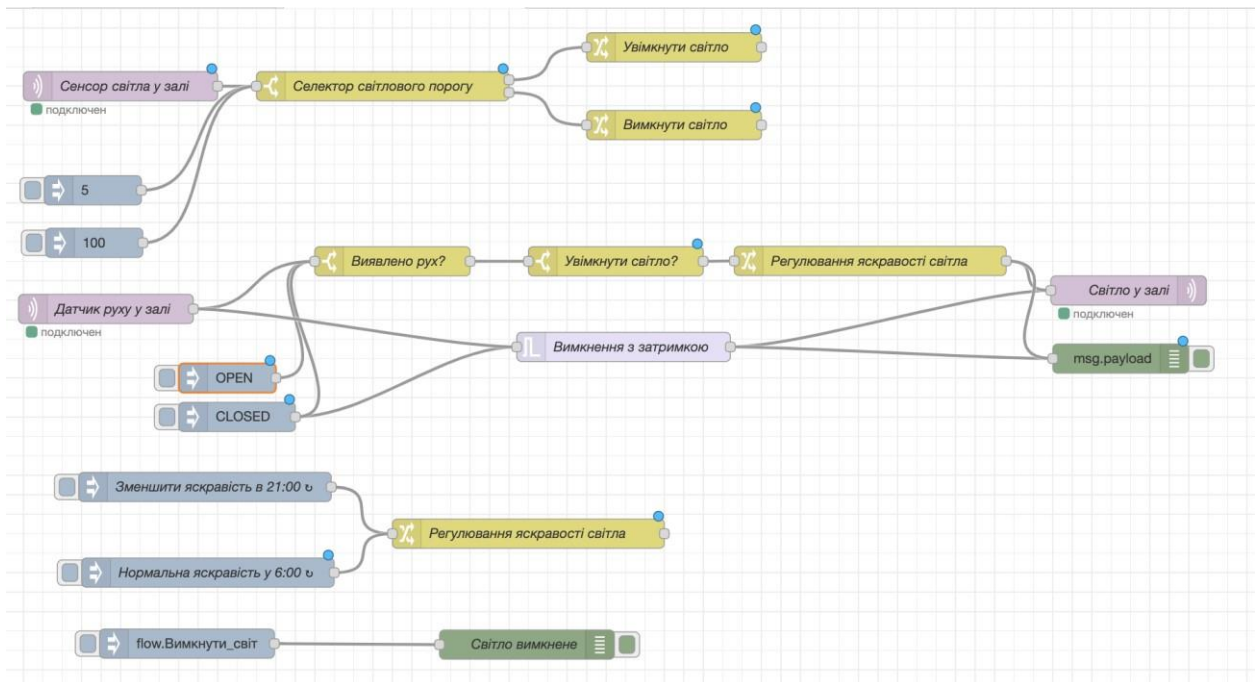 Увімкнути світло
Сенсор світла у залі
Селектор світлового порогу
подключен
Вимкнути світло
5
100
Виявлено рух?
Увімкнути світло?
Регулювання яскравості світла
Світло у залі
подключен
Датчик руху у залі
подключен
Вимкнення з затримкою
msg.payload
OPEN
CLOSED
Зменшити яскравість в 21:00 ↻
Регулювання яскравості світла
Нормальна яскравість у 6:00 ↻
flow.Вимкнути_світ
Світло вимкнене